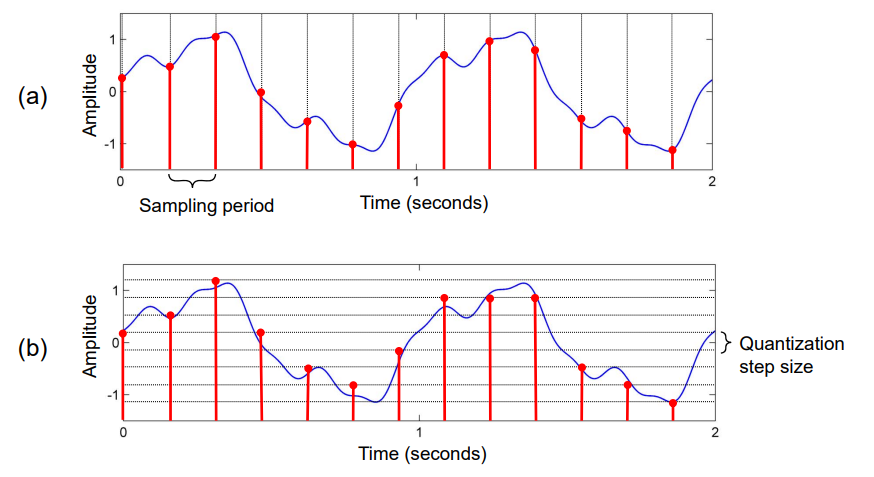 (a)
Amplitude
1
0
-1
0
1
2
Sampling period
Time (seconds)
(b)
Amplitude
1
0
-1
Quantization
step size
0
1
2
Time (seconds)